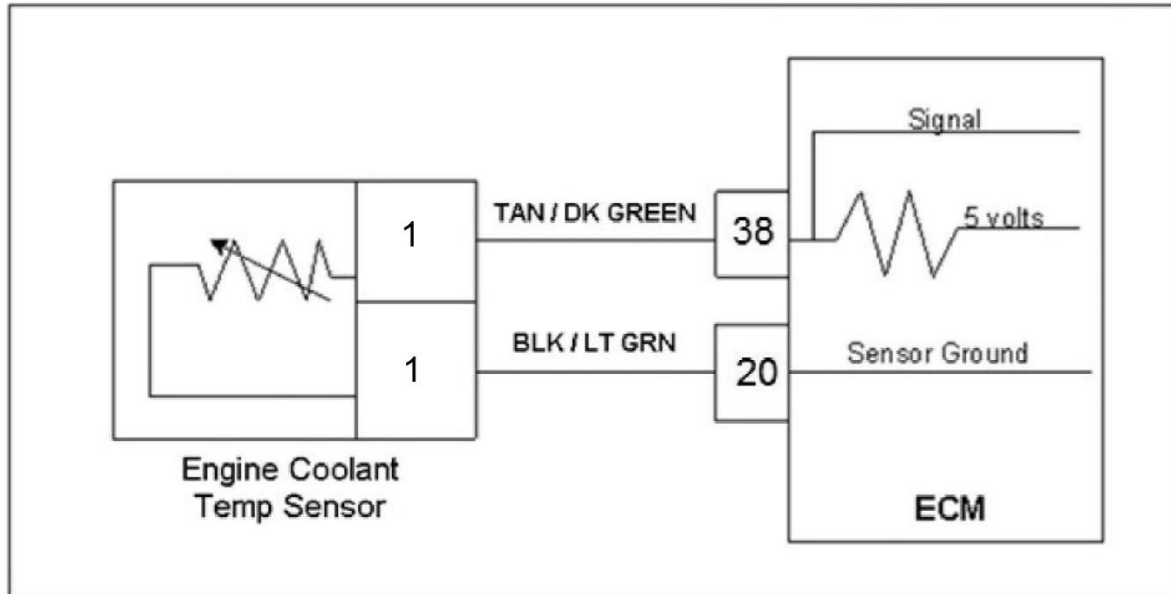 Signal
1
TAN / DK GREEN
38
5 volts
1
BLK / LT GRN
20
Sensor Ground
Engine Coolant
Temp Sensor
ECM